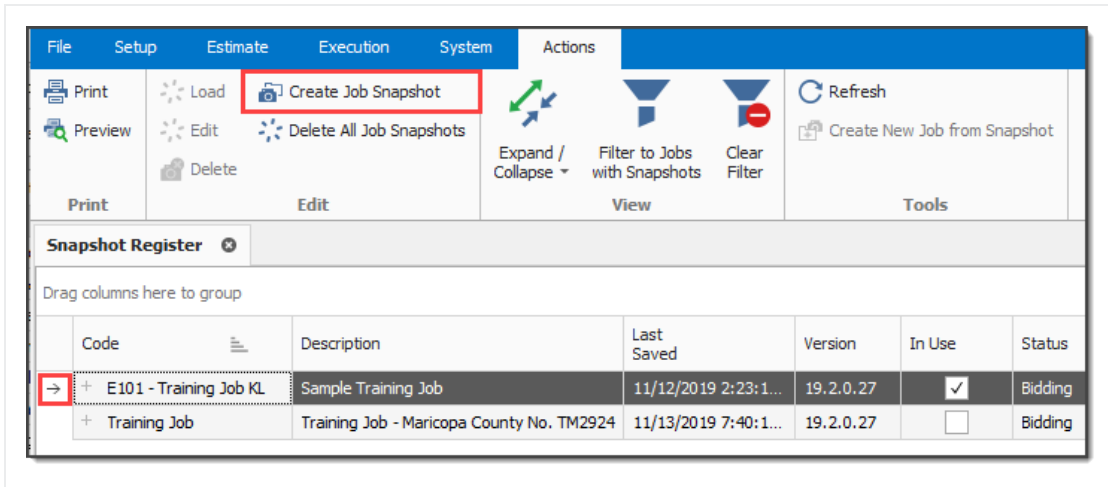 File Setup Estimate Execution System Actions
Print Load Create Job Snapshot Refresh
Preview Edit Delete All Job Snapshots Create New Job from Snapshot
Delete
Expand / Filter to Jobs Clear
Collapse with Snapshots Filter
Print Edit View Tools
Snapshot Register
Drag columns here to group
Code Description Last Saved Version In Use Status
E101 - Training Job KL Sample Training Job 11/12/2019 2:23:1... 19.2.0.27 Bidding
Training Job Training Job - Maricopa County No. TM2924 11/13/2019 7:40:1... 19.2.0.27 Bidding